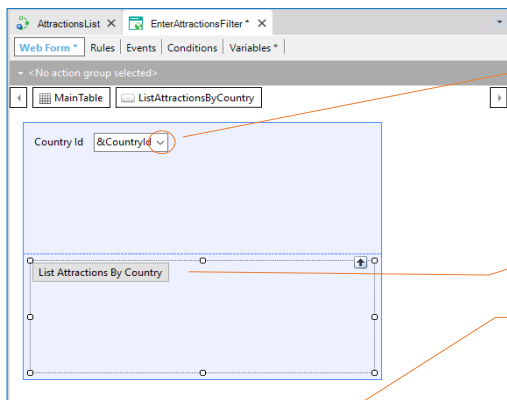 AttractionsList X EnterAttractionsFilter * X
Web Form * Rules Events Conditions Variables *
<No action group selected>
MainTable ListAttractionsByCountry
Country Id &CountryId
List Attractions By Country